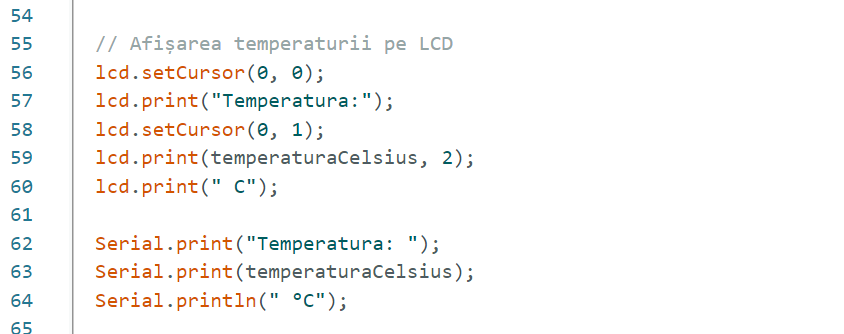 54
55 // Afișarea temperaturii pe LCD
56 lcd.setCursor(0, 0);
57 lcd.print("Temperatura:");
58 lcd.setCursor(0, 1);
59 lcd.print(temperaturaCelsius, 2);
60 lcd.print(" C");
61
62 Serial.print("Temperatura: ");
63 Serial.print(temperaturaCelsius);
64 Serial.println(" °C");
65